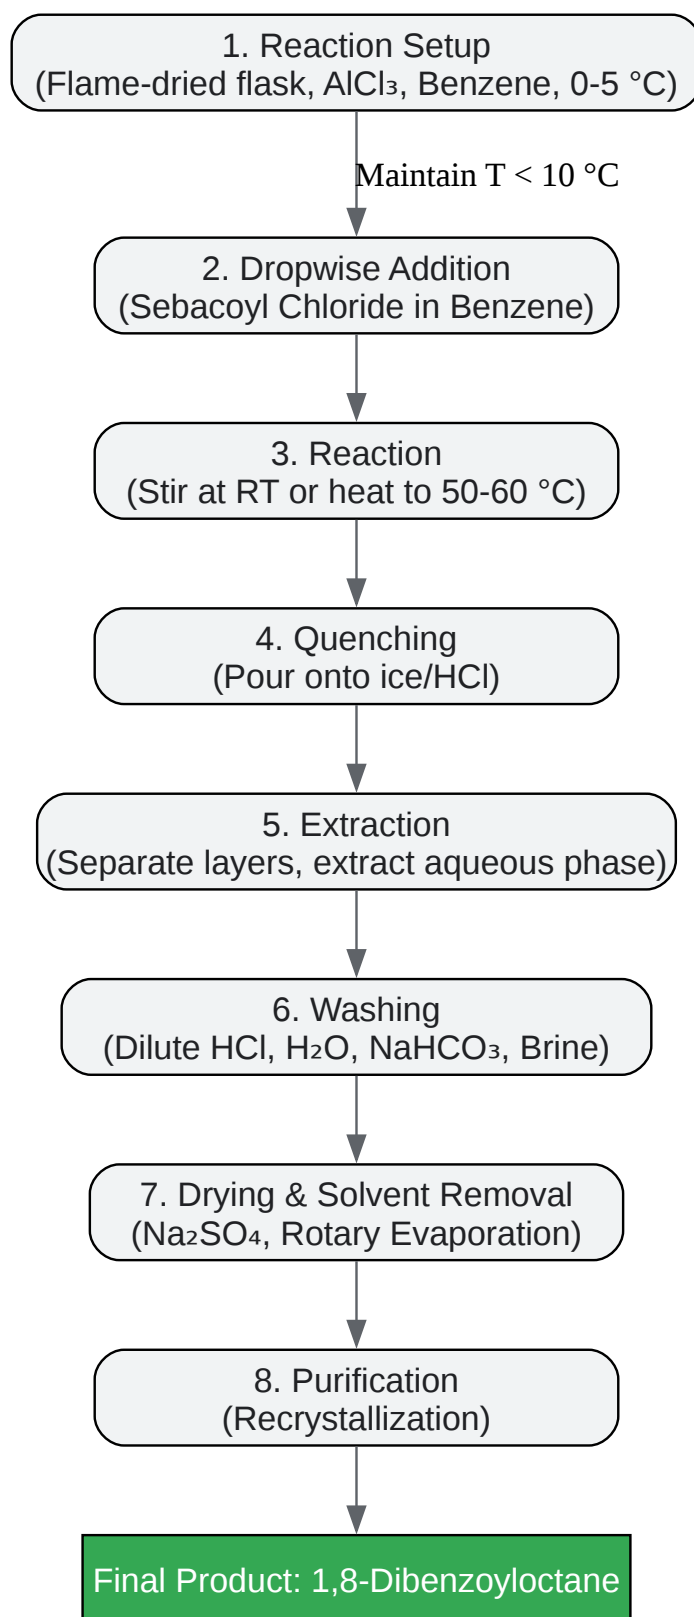 1. Reaction Setup
(Flame-dried flask, AlCl₃, Benzene, 0-5 °C)
Maintain T < 10 °C
2. Dropwise Addition
(Sebacoyl Chloride in Benzene)
3. Reaction
(Stir at RT or heat to 50-60 °C)
4. Quenching
(Pour onto ice/HCl)
5. Extraction
(Separate layers, extract aqueous phase)
6. Washing
(Dilute HCl, H₂O, NaHCO₃, Brine)
7. Drying & Solvent Removal
(Na₂SO₄, Rotary Evaporation)
8. Purification
(Recrystallization)
Final Product: 1,8-Dibenzoyloctane